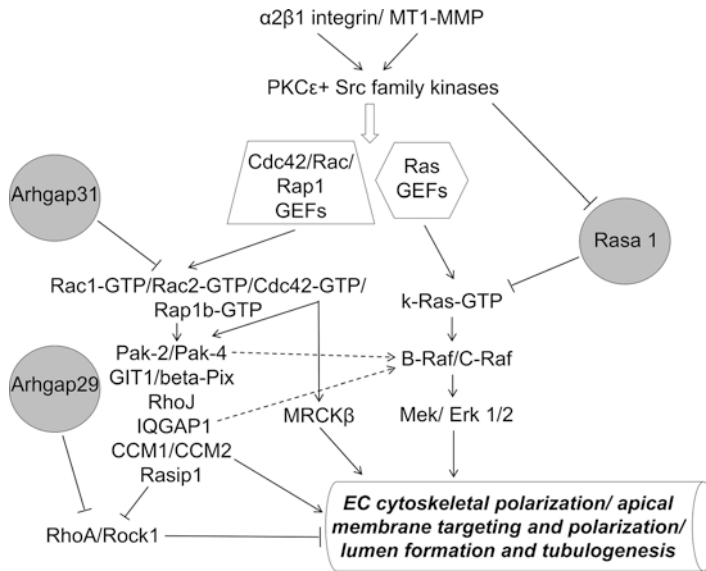 α2β1 integrin/ MT1-MMP
PKCε+ Src family kinases
Cdc42/Rac/
Rap1
GEFs
Ras
GEFs
Arhgap31
Rasa 1
Rac1-GTP/Rac2-GTP/Cdc42-GTP/
Rap1b-GTP
k-Ras-GTP
Pak-2/Pak-4
GIT1/beta-Pix
RhoJ
IQGAP1
CCM1/CCM2
Rasip1
B-Raf/C-Raf
Arhgap29
MRCKβ
Mek/ Erk 1/2
RhoA/Rock1
EC cytoskeletal polarization/ apical
membrane targeting and polarization/
lumen formation and tubulogenesis